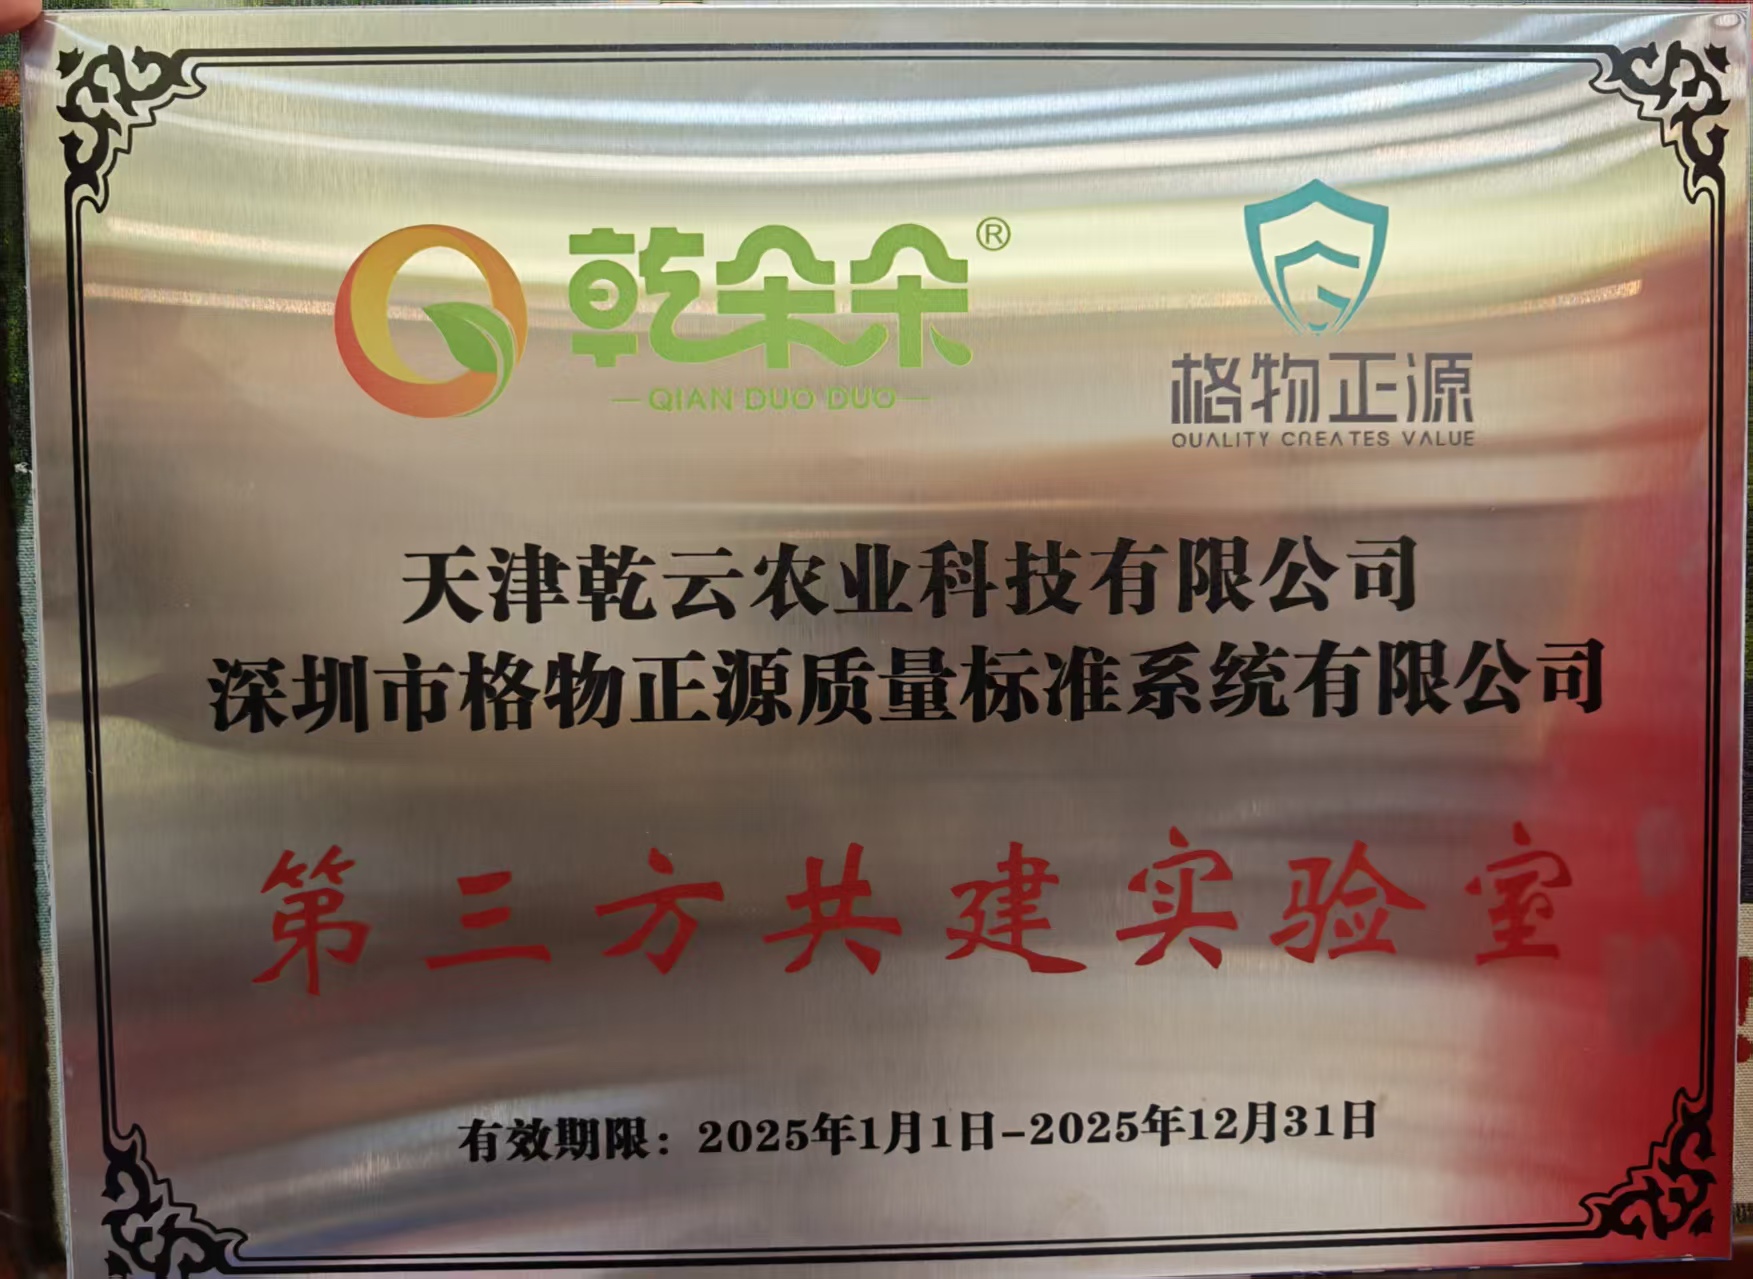 乾朵朵®
—QIAN DUO DUO—
格物正源
QUALITY CREATES VALUE
天津乾云农业科技有限公司
深圳市格物正源质量标准系统有限公司
第三方共建实验室
有效期限：2025年1月1日-2025年12月31日